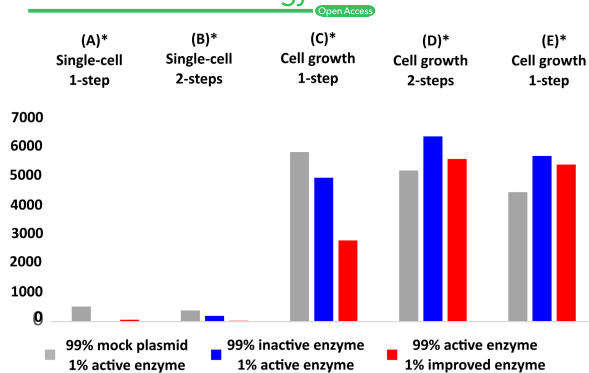 gy
Open Access
(A)* (B)* (C)* (D)* (E)*
Single-cell Single-cell Cell growth Cell growth Cell growth
1-step 2-steps 1-step 2-steps 1-step
7000
6000
5000
4000
3000
2000
1000
0
99% mock plasmid 99% inactive enzyme 99% active enzyme
1% active enzyme 1% active enzyme 1% improved enzyme